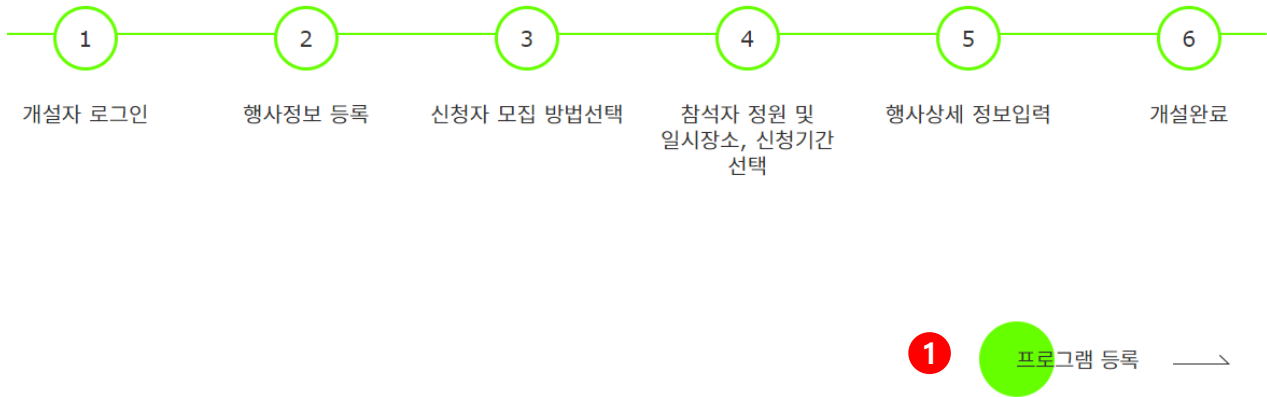 1 2 3 4 5 6
개설자 로그인 행사정보 등록 신청자 모집 방법선택 참석자 정원 및 행사상세 정보입력 개설완료
일시장소, 신청기간
선택
1 프로그램 등록